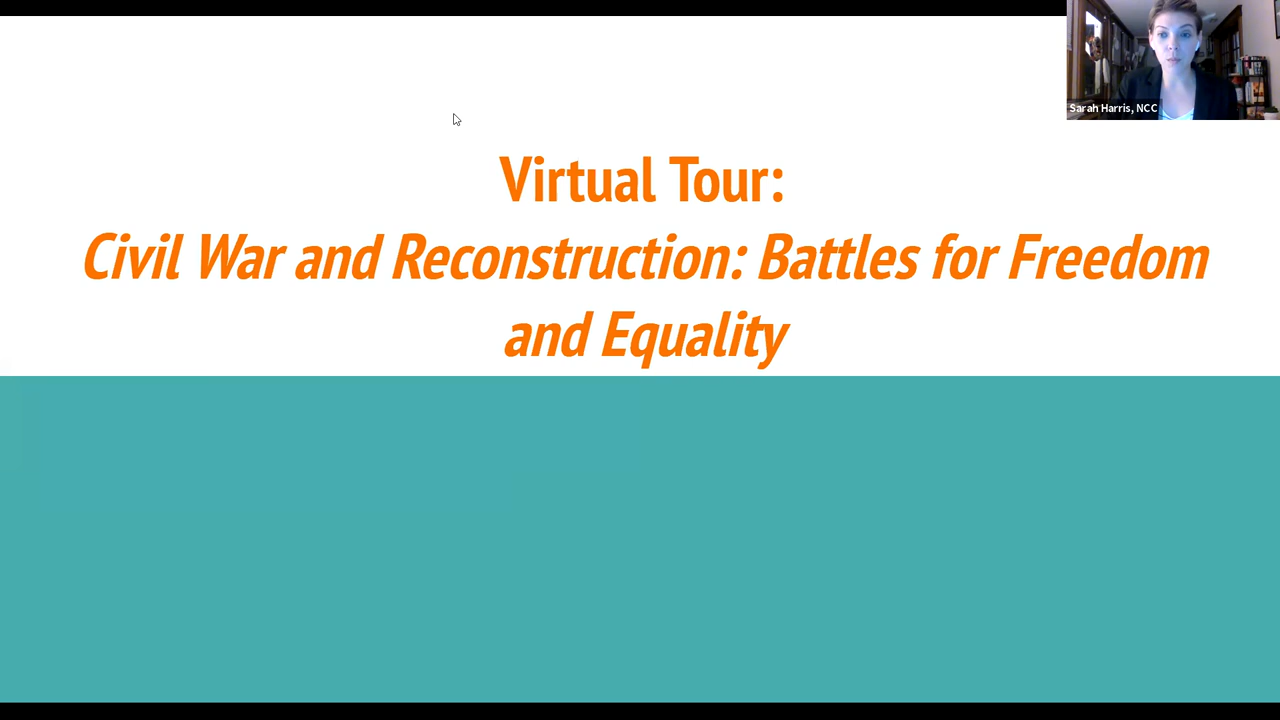 Sarah Harris, NCC
Virtual Tour:
Civil War and Reconstruction: Battles for Freedom
and Equality